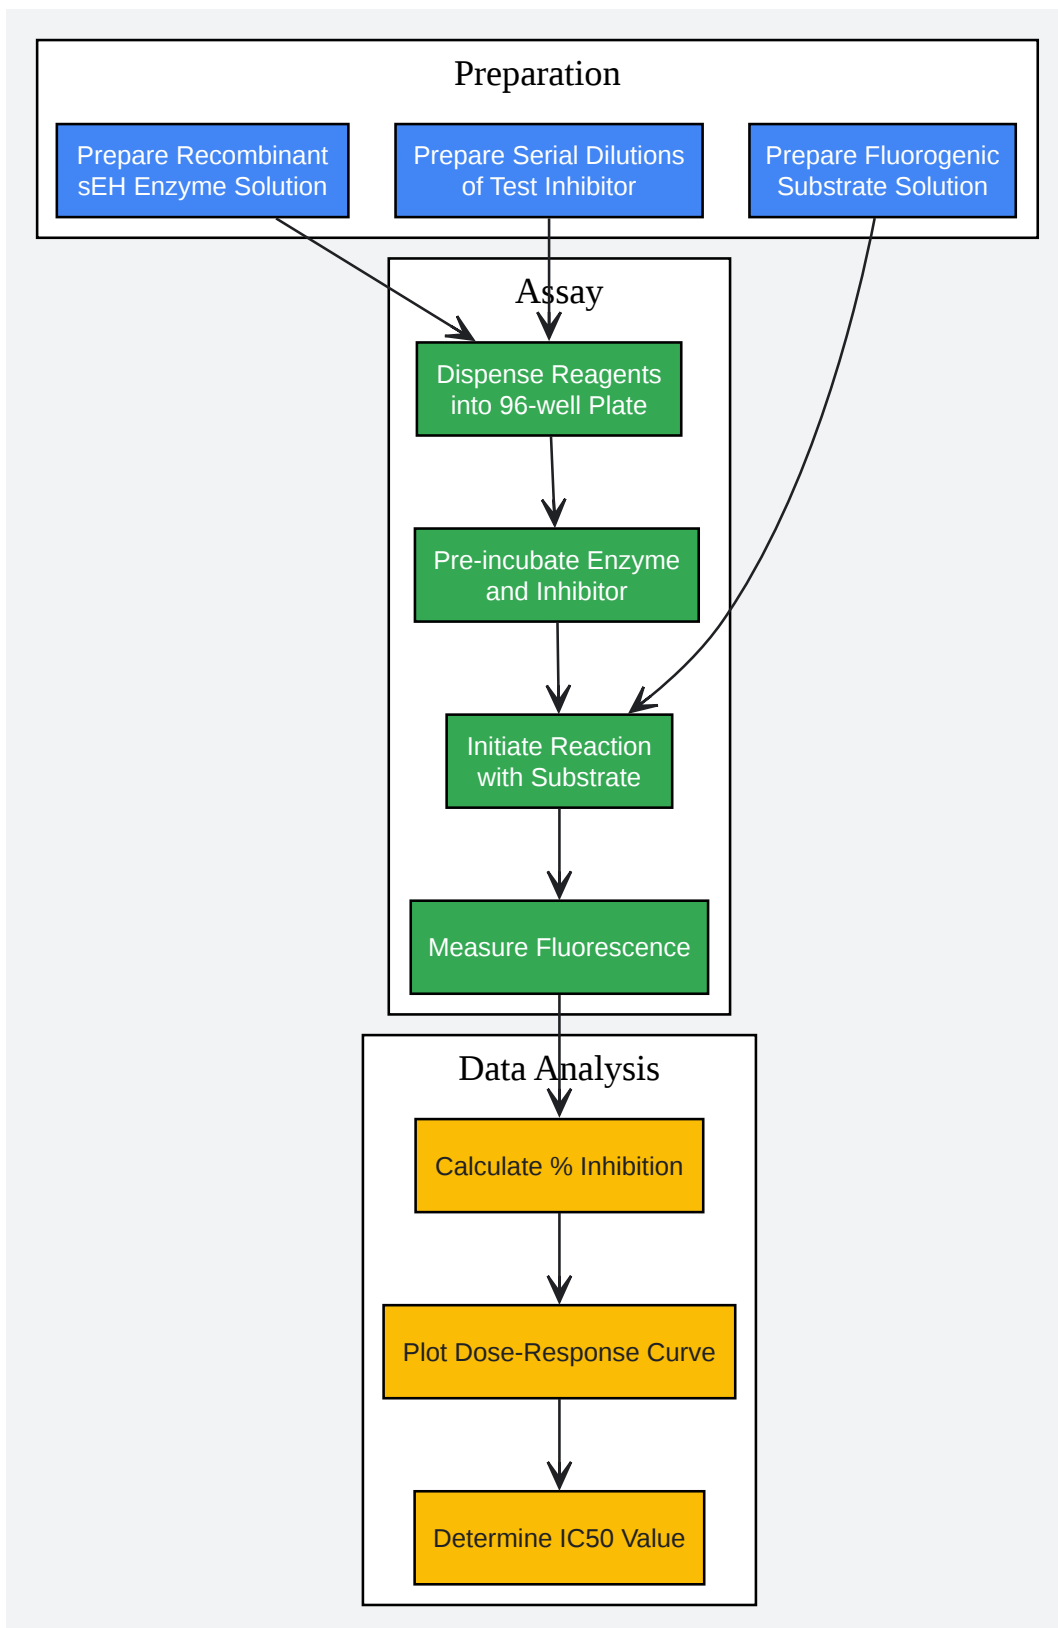 Preparation
Prepare Recombinant
sEH Enzyme Solution
Prepare Serial Dilutions
of Test Inhibitor
Prepare Fluorogenic
Substrate Solution
Assay
Dispense Reagents
into 96-well Plate
Pre-incubate Enzyme
and Inhibitor
Initiate Reaction
with Substrate
Measure Fluorescence
Data Analysis
Calculate % Inhibition
Plot Dose-Response Curve
Determine IC50 Value